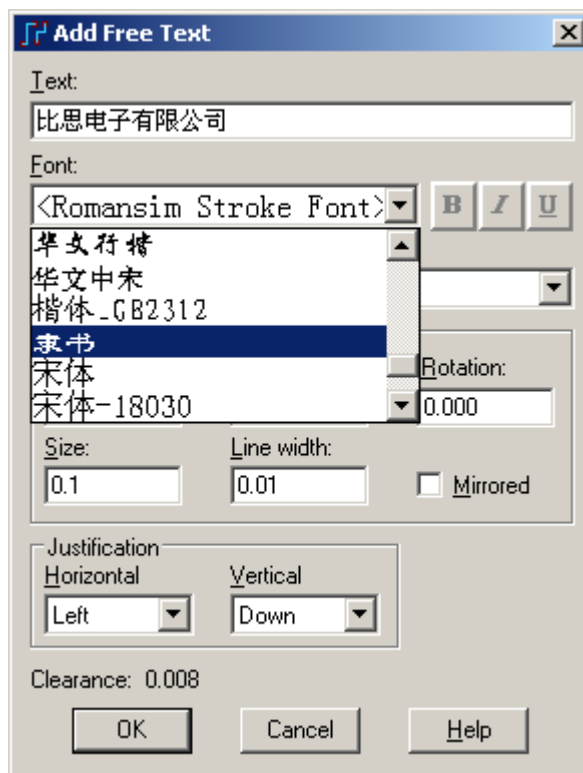 Add Free Text
Text:
比思电子有限公司
Font:
<Romansim Stroke Font>
B I U
华文行楷
华文中宋
楷体_GB2312
隶书
宋体
宋体-18030
Rotation:
0.000
Size:
Line width:
0.1
0.01
Mirrored
Justification
Horizontal
Vertical
Left
Down
Clearance: 0.008
OK
Cancel
Help